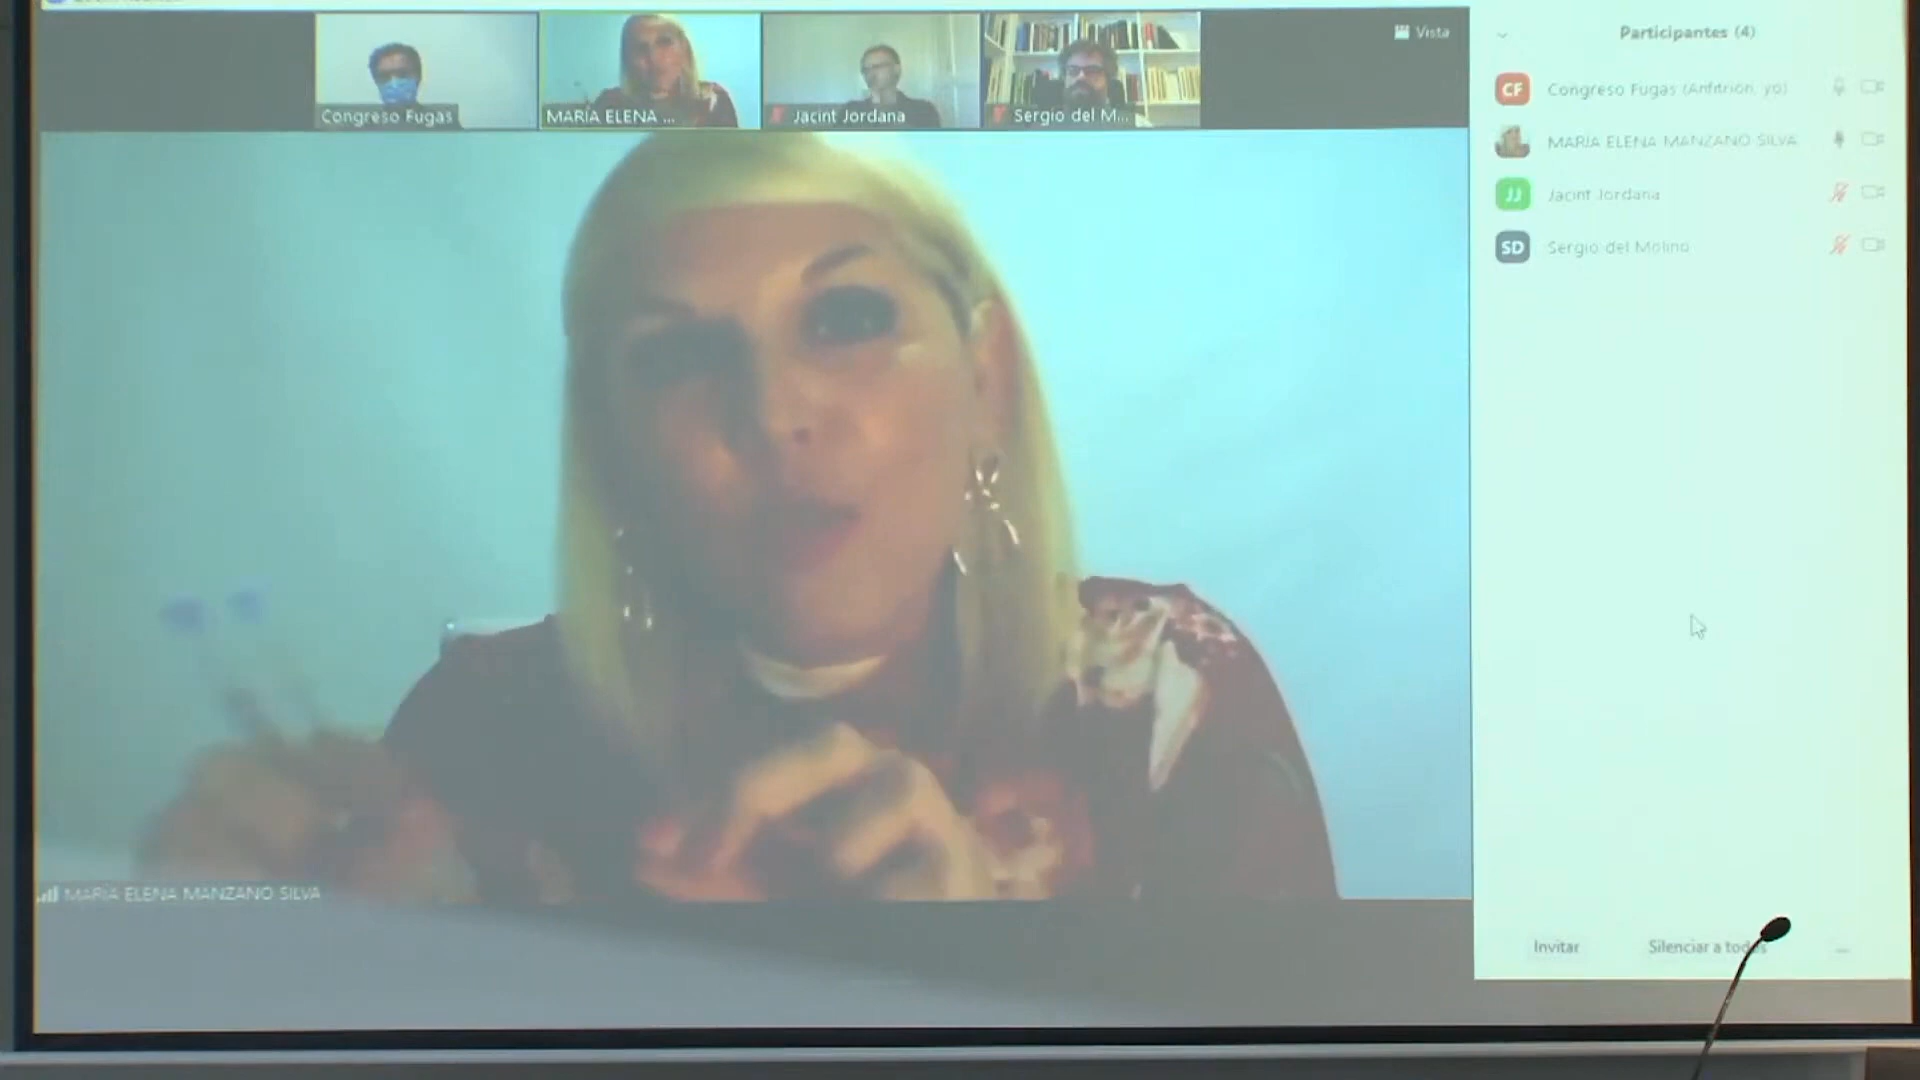 Congreso Fugas
MARÍA ELENA ...
Jacint Jordana
Sergio del M...
Vista
Participantes (4)
CF Congreso Fugas (Anfitrión, yo)
MARÍA ELENA MANZANO SILVA
JJ Jacint Jordana
SD Sergio del Molino
MARÍA ELENA MANZANO SILVA
Invitar
Silenciar a todos
...